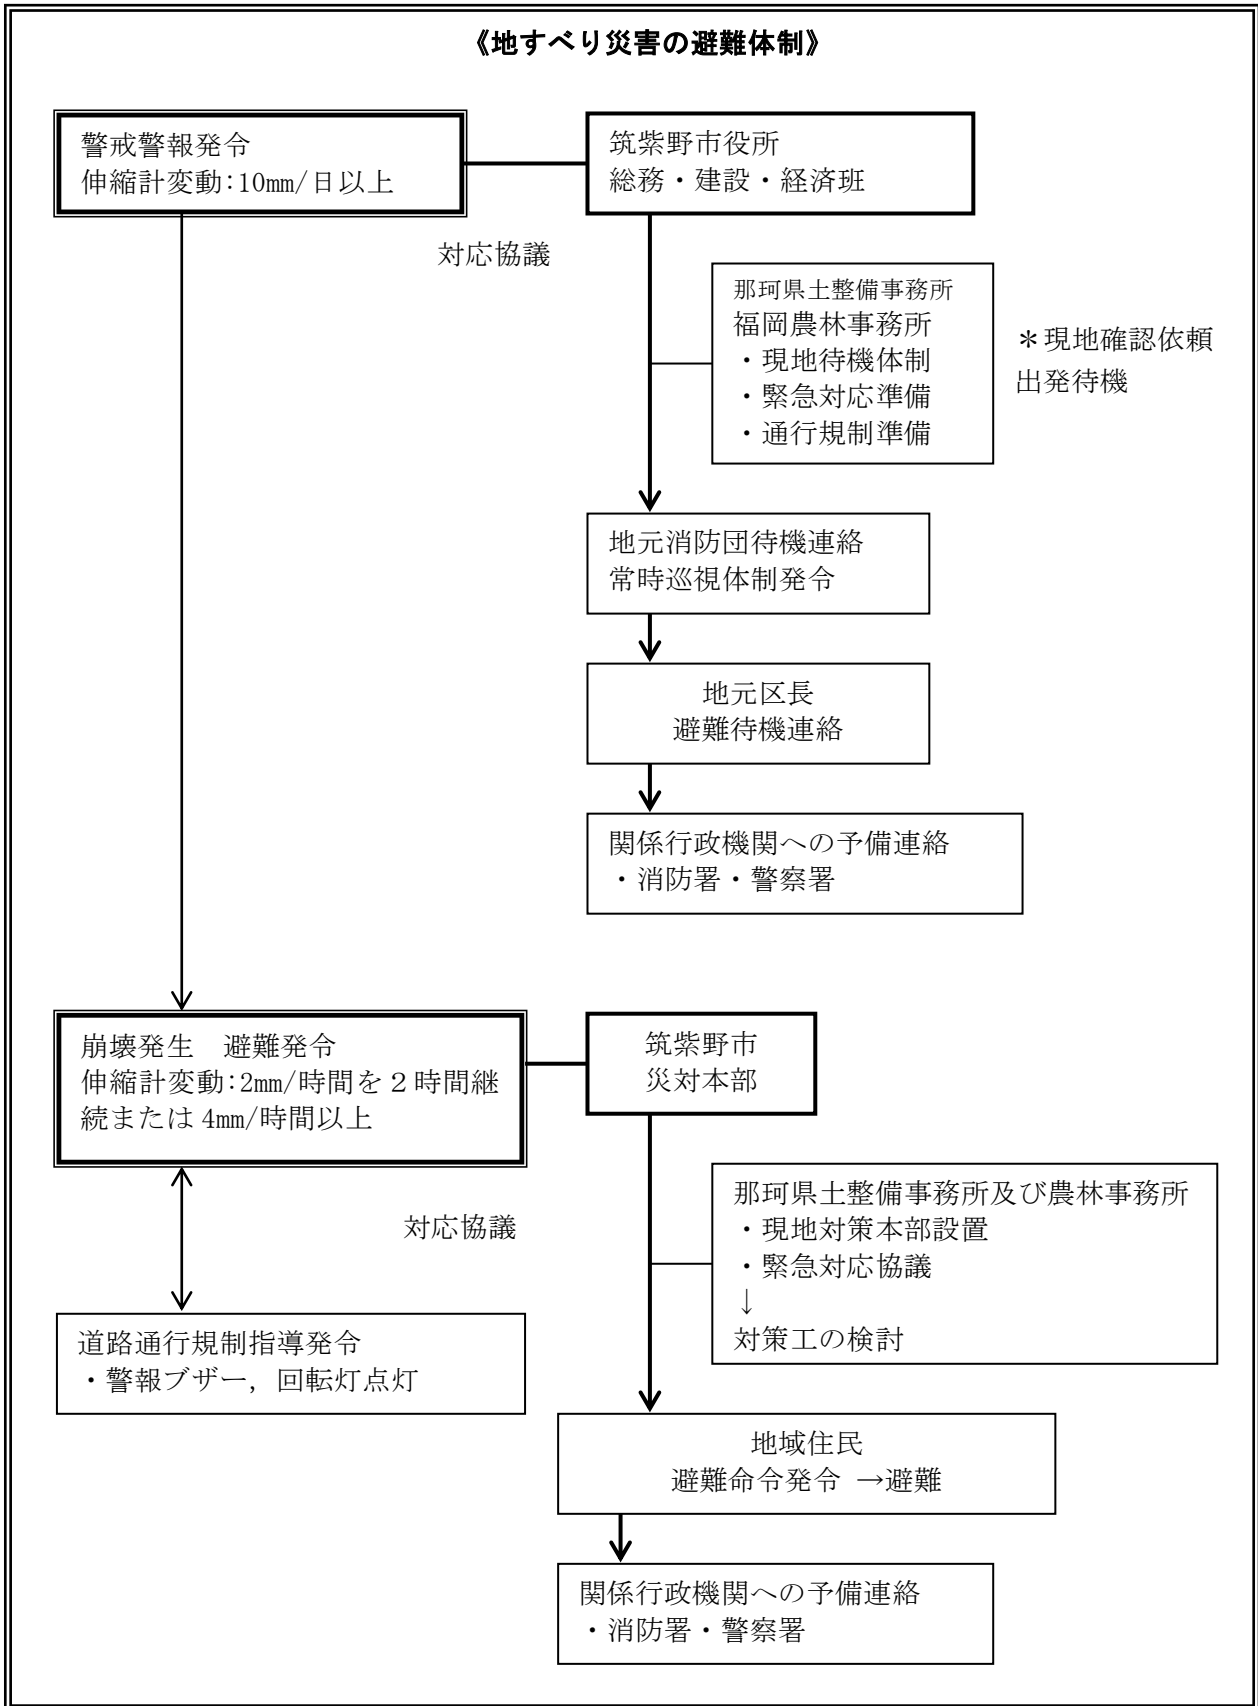 《地すべり災害の避難体制》
警戒警報発令
伸縮計変動:10mm/日以上
筑紫野市役所
総務・建設・経済班
対応協議
那珂県土整備事務所
福岡農林事務所
・現地待機体制
・緊急対応準備
・通行規制準備
＊現地確認依頼
出発待機
地元消防団待機連絡
常時巡視体制発令
地元区長
避難待機連絡
関係行政機関への予備連絡
・消防署・警察署
崩壊発生　避難発令
伸縮計変動:2mm/時間を２時間継
続または 4mm/時間以上
筑紫野市
災対本部
対応協議
那珂県土整備事務所及び農林事務所
・現地対策本部設置
・緊急対応協議
↓
対策工の検討
道路通行規制指導発令
・警報ブザー，回転灯点灯
地域住民
避難命令発令 →避難
関係行政機関への予備連絡
・消防署・警察署